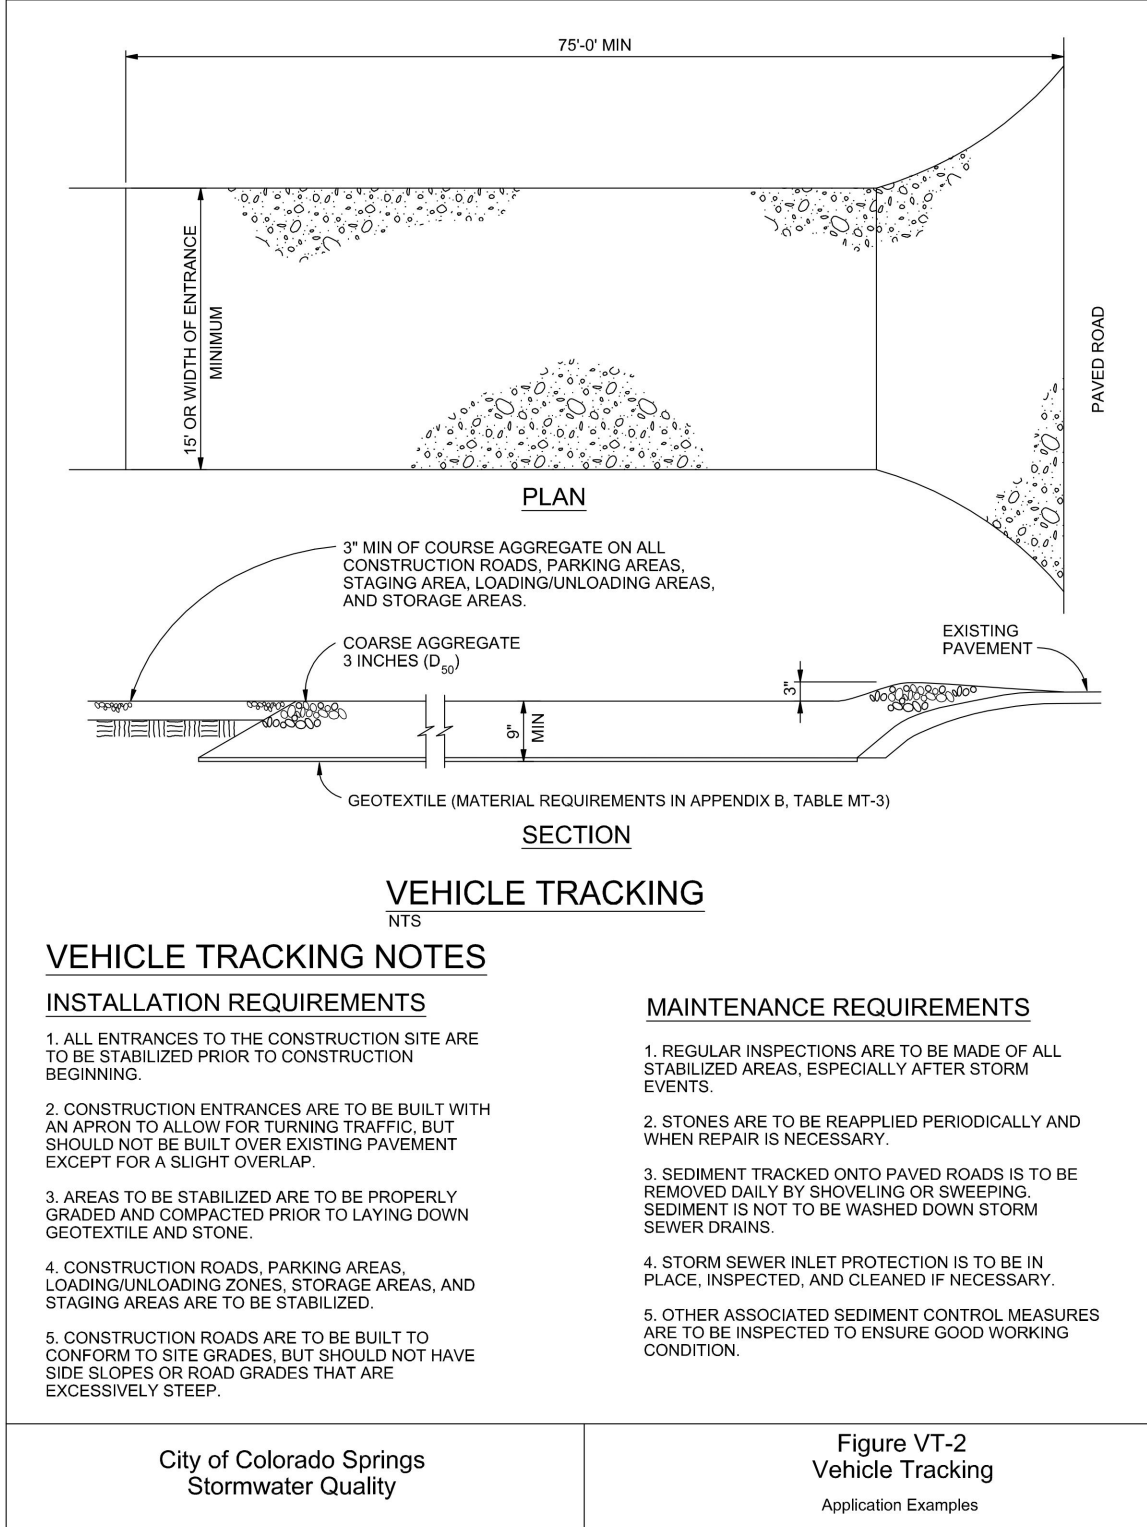 75'-0' MIN
15' OR WIDTH OF ENTRANCE
MINIMUM
PAVED ROAD
PLAN
3" MIN OF COURSE AGGREGATE ON ALL
CONSTRUCTION ROADS, PARKING AREAS,
STAGING AREA, LOADING/UNLOADING AREAS,
AND STORAGE AREAS.
COARSE AGGREGATE
3 INCHES (D50)
EXISTING
PAVEMENT
3"
9"
MIN
GEOTEXTILE (MATERIAL REQUIREMENTS IN APPENDIX B, TABLE MT-3)
SECTION
VEHICLE TRACKING
NTS
VEHICLE TRACKING NOTES
INSTALLATION REQUIREMENTS
1. ALL ENTRANCES TO THE CONSTRUCTION SITE ARE
TO BE STABILIZED PRIOR TO CONSTRUCTION
BEGINNING.
2. CONSTRUCTION ENTRANCES ARE TO BE BUILT WITH
AN APRON TO ALLOW FOR TURNING TRAFFIC, BUT
SHOULD NOT BE BUILT OVER EXISTING PAVEMENT
EXCEPT FOR A SLIGHT OVERLAP.
3. AREAS TO BE STABILIZED ARE TO BE PROPERLY
GRADED AND COMPACTED PRIOR TO LAYING DOWN
GEOTEXTILE AND STONE.
4. CONSTRUCTION ROADS, PARKING AREAS,
LOADING/UNLOADING ZONES, STORAGE AREAS, AND
STAGING AREAS ARE TO BE STABILIZED.
5. CONSTRUCTION ROADS ARE TO BE BUILT TO
CONFORM TO SITE GRADES, BUT SHOULD NOT HAVE
SIDE SLOPES OR ROAD GRADES THAT ARE
EXCESSIVELY STEEP.
MAINTENANCE REQUIREMENTS
1. REGULAR INSPECTIONS ARE TO BE MADE OF ALL
STABILIZED AREAS, ESPECIALLY AFTER STORM
EVENTS.
2. STONES ARE TO BE REAPPLIED PERIODICALLY AND
WHEN REPAIR IS NECESSARY.
3. SEDIMENT TRACKED ONTO PAVED ROADS IS TO BE
REMOVED DAILY BY SHOVELING OR SWEEPING.
SEDIMENT IS NOT TO BE WASHED DOWN STORM
SEWER DRAINS.
4. STORM SEWER INLET PROTECTION IS TO BE IN
PLACE, INSPECTED, AND CLEANED IF NECESSARY.
5. OTHER ASSOCIATED SEDIMENT CONTROL MEASURES
ARE TO BE INSPECTED TO ENSURE GOOD WORKING
CONDITION.
City of Colorado Springs
Stormwater Quality
Figure VT-2
Vehicle Tracking
Application Examples